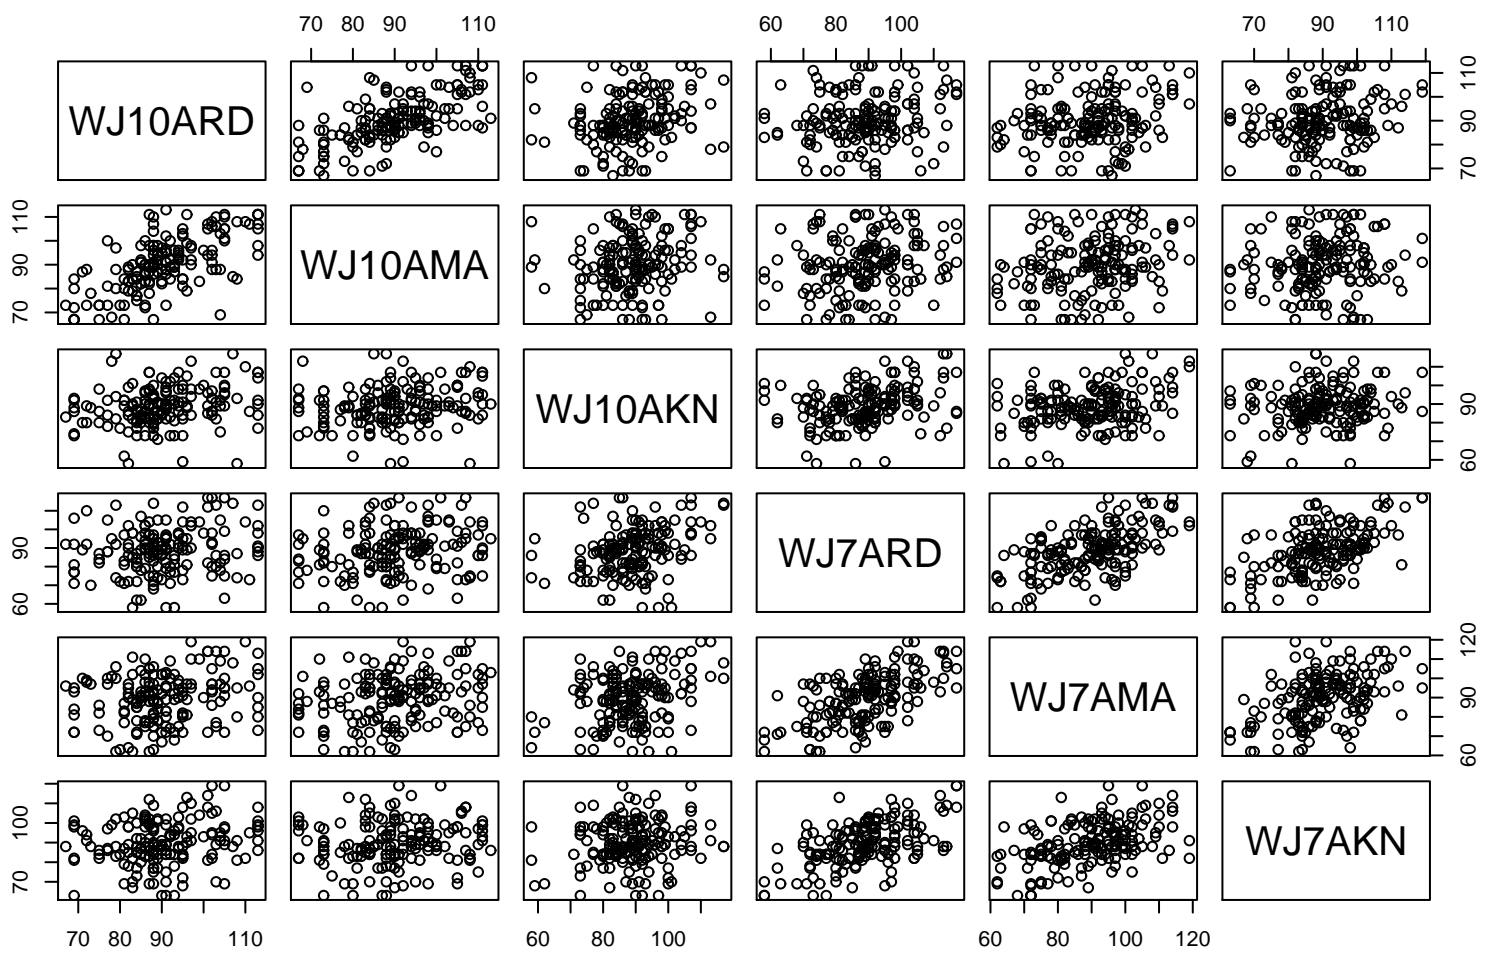 70 80 90 110 60 80 100 70 90 110
WJ10ARD 70 90 110
70 90 110 WJ10AMA
WJ10AKN 60 90
60 90 WJ7ARD
WJ7AMA 60 90 120
70 100 WJ7AKN
70 80 90 110 60 80 100 60 80 100 120